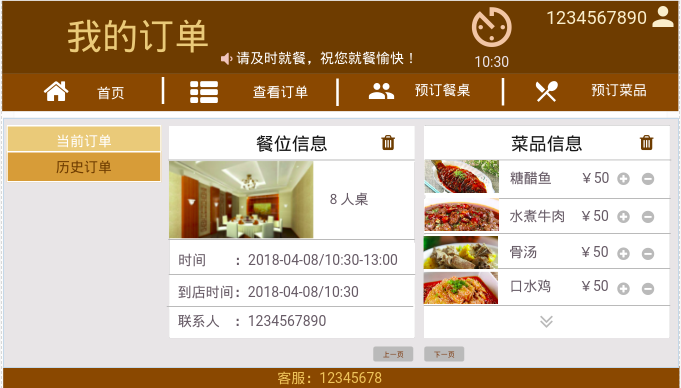 我的订单
请及时就餐，祝您就餐愉快！
10:30
1234567890
首页
查看订单
预订餐桌
预订菜品
当前订单
历史订单
餐位信息
8 人桌
时间 ：2018-04-08/10:30-13:00
到店时间：2018-04-08/10:30
联系人 ：1234567890
菜品信息
糖醋鱼 ￥50
水煮牛肉 ￥50
骨汤 ￥50
口水鸡 ￥50
上一页
下一页
客服：12345678